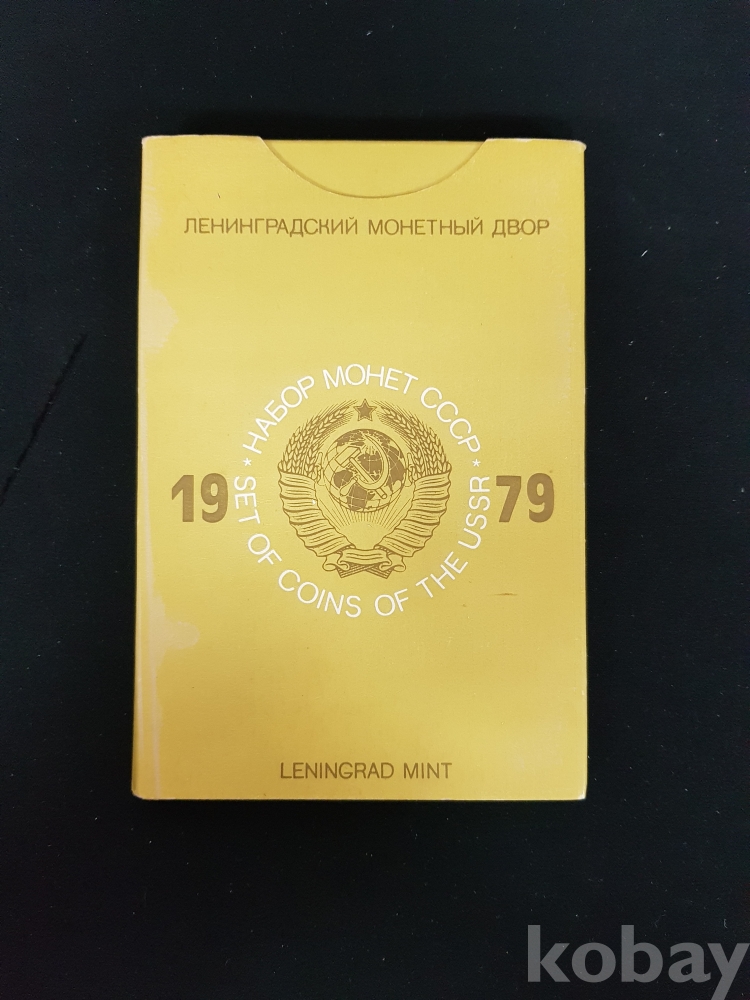 ЛЕНИНГРАДСКИЙ МОНЕТНЫЙ ДВОР
* НАБОР МОНЕТ СССР *
19 79
SET OF COINS OF THE USSR
LENINGRAD MINT
kobay